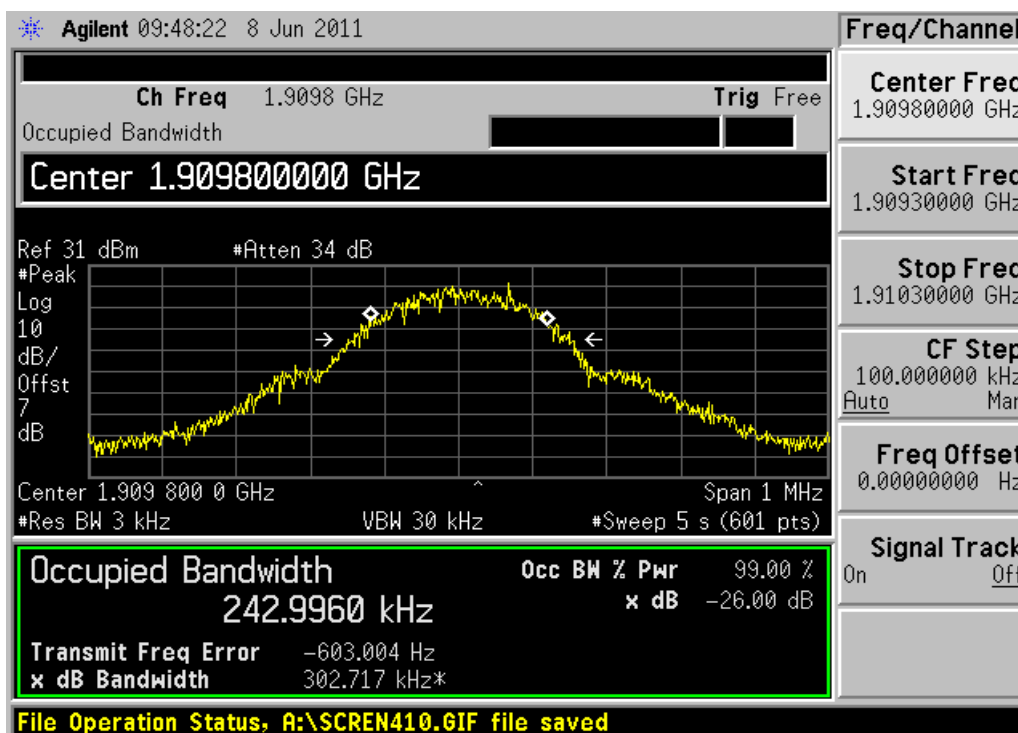 Agilent 09:48:22 8 Jun 2011
Ch Freq 1.9098 GHz Trig Free
Occupied Bandwidth
Center 1.909800000 GHz
Ref 31 dBm #Atten 34 dB
#Peak
Log
10
dB/
Offst
7
dB
Center 1.909 800 0 GHz Span 1 MHz
#Res BW 3 kHz VBW 30 kHz #Sweep 5 s (601 pts)
Occupied Bandwidth
242.9960 kHz
Occ BW % Pwr 99.00 %
x dB -26.00 dB
Transmit Freq Error -603.004 Hz
x dB Bandwidth 302.717 kHz*
File Operation Status, A:\SCREN410.GIF file saved
Freq/Channel
Center Freq
1.90980000 GHz
Start Freq
1.90930000 GHz
Stop Freq
1.91030000 GHz
CF Step
100.000000 kHz
Auto Man
Freq Offset
0.00000000 Hz
Signal Track
On Off